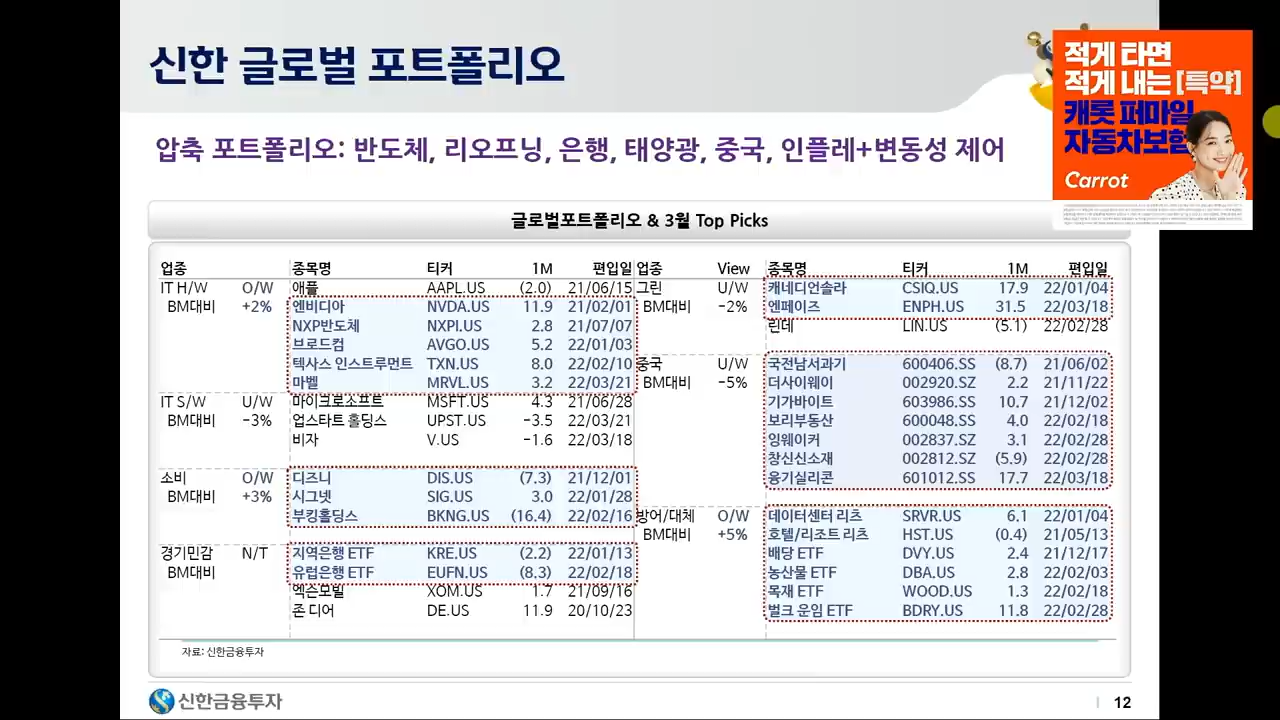 신한 글로벌 포트폴리오
압축 포트폴리오: 반도체, 리오프닝, 은행, 태양광, 중국, 인플레+변동성 제어
글로벌포트폴리오 & 3월 Top Picks
업종 종목명 티커 1M 편입일
IT H/W O/W 애플 AAPL.US (2.0) 21/06/15
BM대비 +2% 엔비디아 NVDA.US 11.9 21/02/01
NXP반도체 NXPI.US 2.8 21/07/07
브로드컴 AVGO.US 5.2 22/01/03
텍사스 인스트루먼트 TXN.US 8.0 22/02/10
마벨 MRVL.US 3.2 22/03/21
IT S/W U/W 마이크로소프트 MSFT.US 4.3 21/06/28
BM대비 -3% 업스타트 홀딩스 UPST.US -3.5 22/03/21
비자 V.US -1.6 22/03/18
소비 O/W 디즈니 DIS.US (7.3) 21/12/01
BM대비 +3% 시그넷 SIG.US 3.0 22/01/28
부킹홀딩스 BKNG.US (16.4) 22/02/16
경기민감 N/T 지역은행 ETF KRE.US (2.2) 22/01/13
BM대비 유럽은행 ETF EUFN.US (8.3) 22/02/18
엑슨모빌 XOM.US 1.7 21/09/16
존 디어 DE.US 11.9 20/10/23
업종 View 종목명 티커 1M 편입일
그린 U/W 캐네디언솔라 CSIQ.US 17.9 22/01/04
BM대비 -2% 엔페이즈 ENPH.US 31.5 22/03/18
린데 LIN.US (5.1) 22/02/28
중국 U/W 국전남서과기 600406.SS (8.7) 21/06/02
BM대비 -5% 더사이웨이 002920.SZ 2.2 21/11/22
기가바이트 603986.SS 10.7 21/12/02
보리부동산 600048.SS 4.0 22/02/18
잉웨이커 002837.SZ 3.1 22/02/28
창신신소재 002812.SZ (5.9) 22/02/28
융기실리콘 601012.SS 17.7 22/03/18
방어/대체 O/W 데이터센터 리츠 SRVR.US 6.1 22/01/04
BM대비 +5% 호텔/리조트 리츠 HST.US (0.4) 21/05/13
배당 ETF DVY.US 2.4 21/12/17
농산물 ETF DBA.US 2.8 22/02/03
목재 ETF WOOD.US 1.3 22/02/18
벌크 운임 ETF BDRY.US 11.8 22/02/28
자료: 신한금융투자
신한금융투자
12
적게 타면
적게 내는 [특약]
캐롯 퍼마일
자동차보험
Carrot